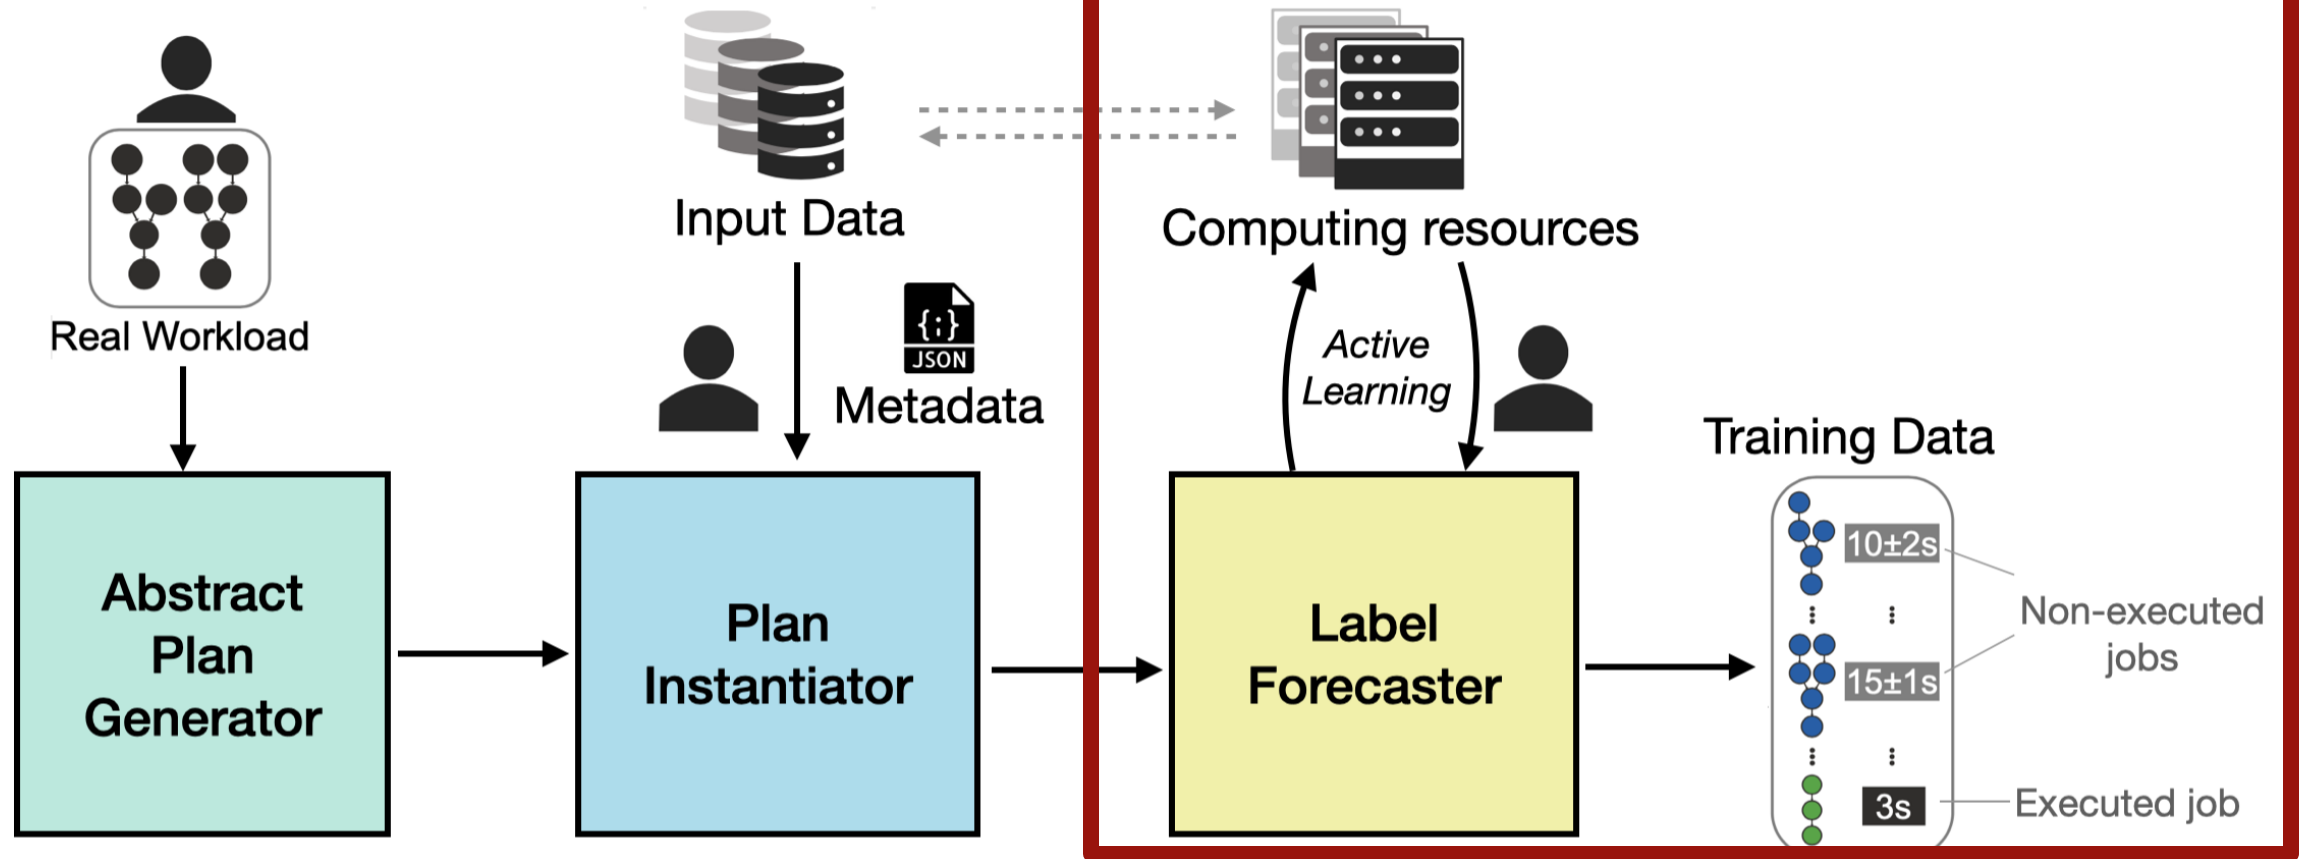 Real Workload
Input Data
{;}
JSON
Metadata
Computing resources
Active
Learning
Abstract
Plan
Generator
Plan
Instantiator
Label
Forecaster
Training Data
10±2s
15±1s
3s
Non-executed
jobs
Executed job